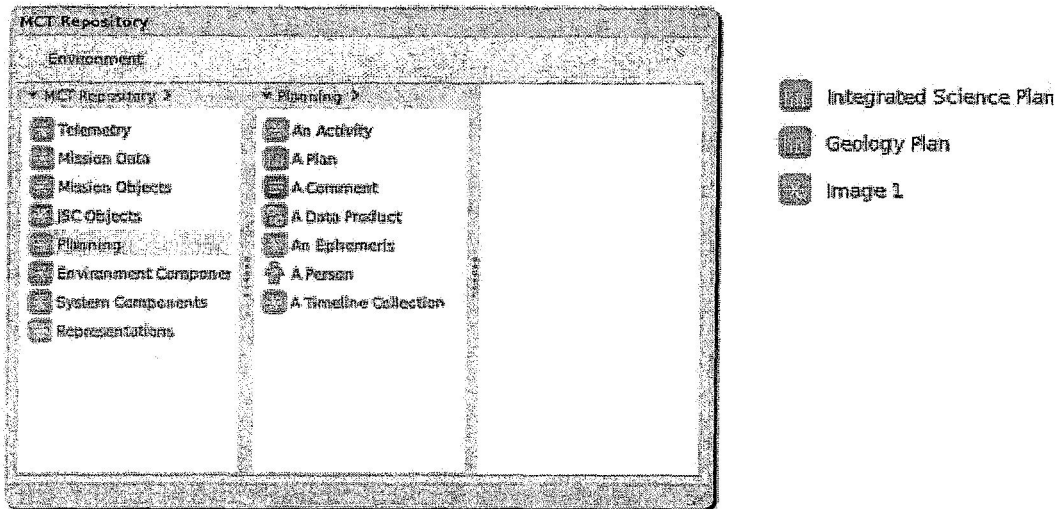 MCT Repository
Environment
MCT Repository
Telemetry
Mission Data
Mission Objects
JSC Objects
Planning
Environment Componer
System Components
Representations
Planning
An Activity
A Plan
A Comment
A Data Product
An Ephemeris
A Person
A Timeline Collection
Integrated Science Plan
Geology Plan
Image 1